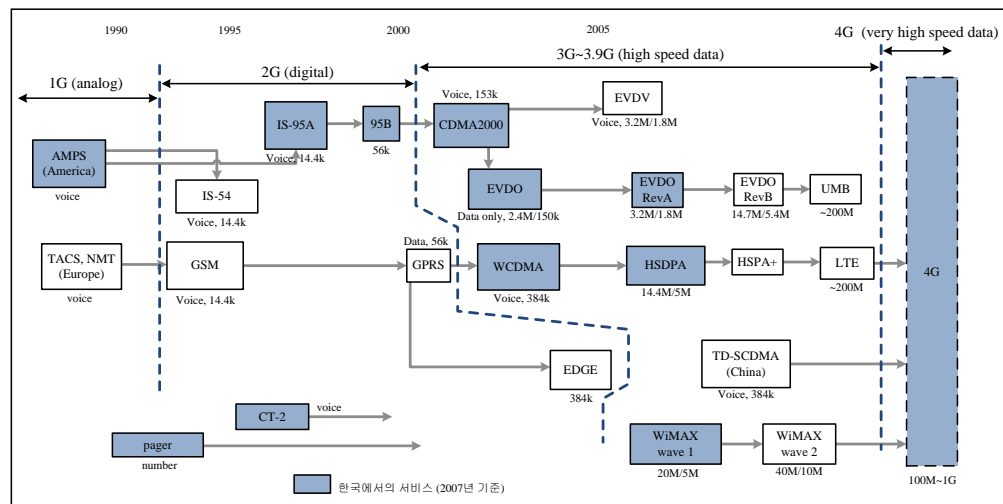 1990
1995
2000
2005
4G (very high speed data)
3G~3.9G (high speed data)
2G (digital)
1G (analog)
Voice, 153k
EVDV
Voice, 3.2M/1.8M
IS-95A
Voice, 14.4k
95B
56k
CDMA2000
AMPS
(America)
voice
IS-54
Voice, 14.4k
EVDO
Data only, 2.4M/150k
EVDO
RevA
3.2M/1.8M
EVDO
RevB
14.7M/5.4M
UMB
~200M
TACS, NMT
(Europe)
voice
GSM
Voice, 14.4k
Data, 56k
GPRS
WCDMA
Voice, 384k
HSDPA
14.4M/5M
HSPA+
LTE
~200M
4G
100M~1G
EDGE
384k
TD-SCDMA
(China)
Voice, 384k
CT-2
voice
pager
number
WiMAX
wave 1
20M/5M
WiMAX
wave 2
40M/10M
한국에서의 서비스 (2007년 기준)